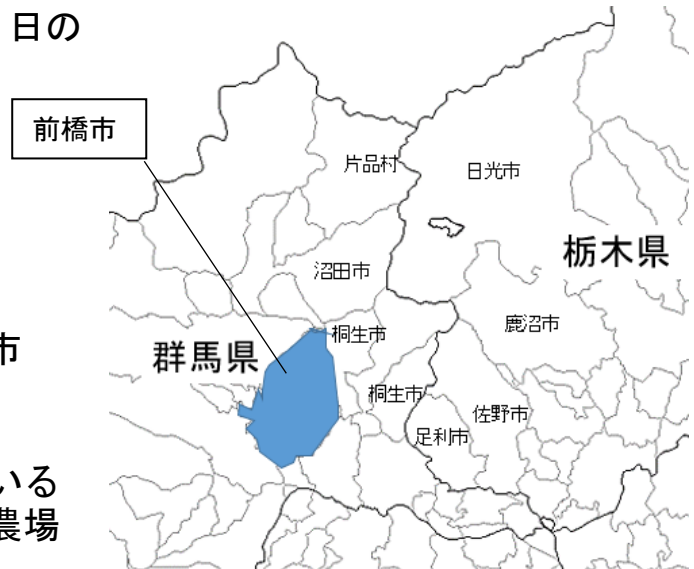 日の
前橋市
片品村
日光市
栃木県
沼田市
鹿沼市
桐生市
市
群馬県
桐生市
佐野市
足利市
いる
農場